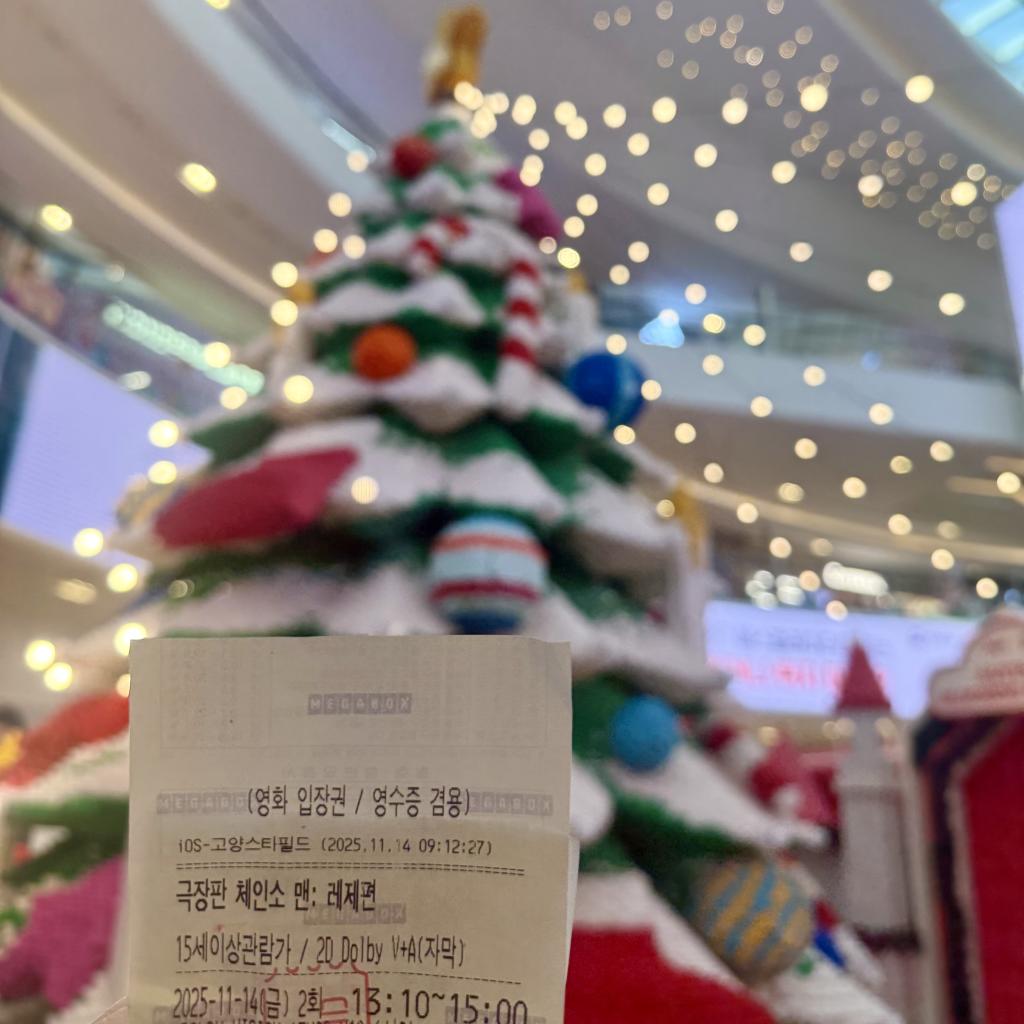 MEGABOX
(영화 입장권 / 영수증 겸용)
iOS-고양스타필드 (2025.11.14 09:12:27)
극장판 체인소 맨: 레제편
MEGABOX
15세이상관람가 / 2D Dolby V+A(자막)
2025-11-14(금) 2회 13:10~15:00